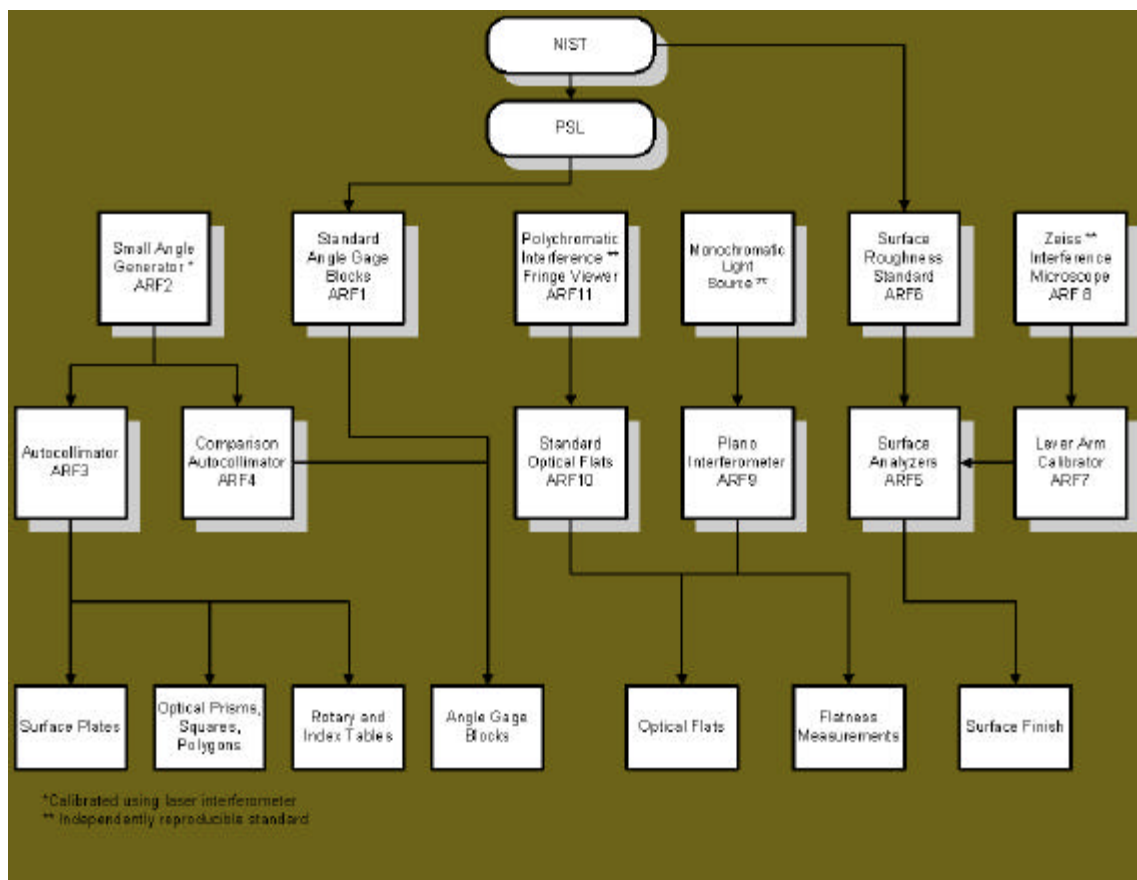 NIST
PSL
Small Angle
Generator *
ARF2
Standard
Angle Gage
Blocks
ARF1
Polychromatic
Interference **
Fringe Viewer
ARF11
Monochromatic
Light
Source **
Surface
Roughness
Standard
ARF6
Zeiss **
Interference
Microscope
ARF 8
Autocollimator
ARF3
Comparison
Autocollimator
ARF4
Standard
Optical Flats
ARF10
Plano
Interferometer
ARF9
Surface
Analyzers
ARF5
Lever Arm
Calibrator
ARF7
Surface Plates
Optical Prisms,
Squares,
Polygons
Rotary and
Index Tables
Angle Gage
Blocks
Optical Flats
Flatness
Measurements
Surface Finish
*Calibrated using laser interferometer
** Independently reproducible standard